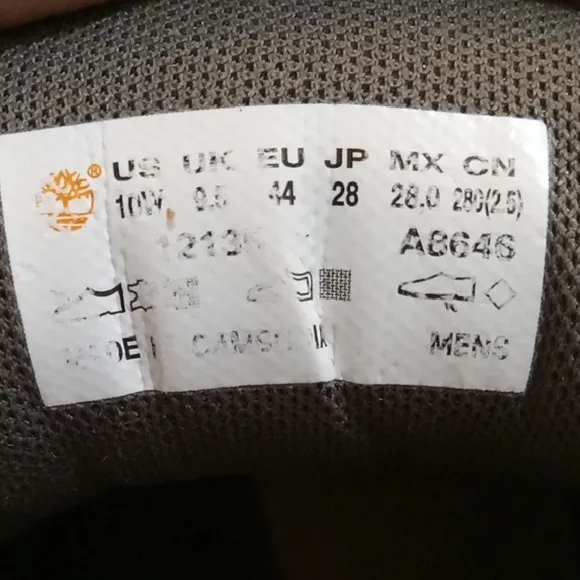 ® US UK EU JP MX CN
10W 9.5 44 28 28.0 280(2.5)
A8646
MENS